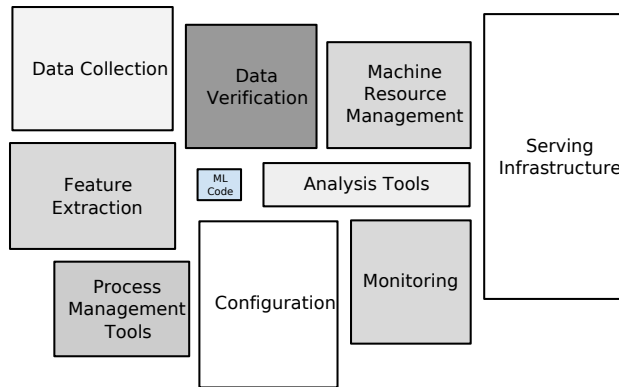 Data Collection
Data
Verification
Machine
Resource
Management
Serving
Infrastructure
Feature
Extraction
ML
Code
Analysis Tools
Process
Management
Tools
Configuration
Monitoring